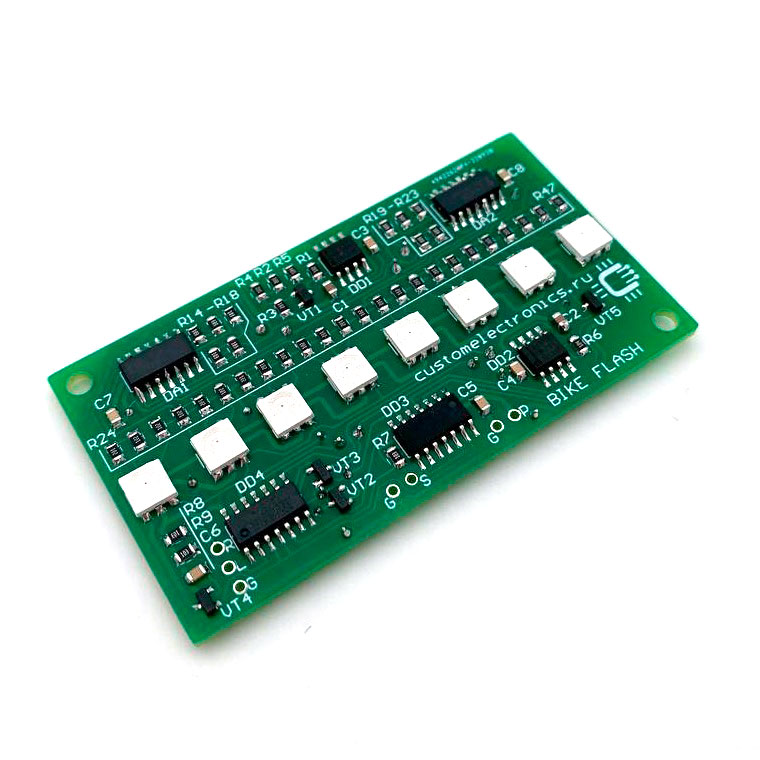 C8
R19-R23
DA2
R47
C3
R4 R2 R5 R1
DD1
R14-R18
R3
VT1
C1
DA1
C7
R24
customelectronics.ru
C2
VT5
R6
DD2
C4
BIKE FLASH
DD3
C5
R7
G P
G S
DD4
VT3
VT2
R8
R9
C6
R
L
G
VT4